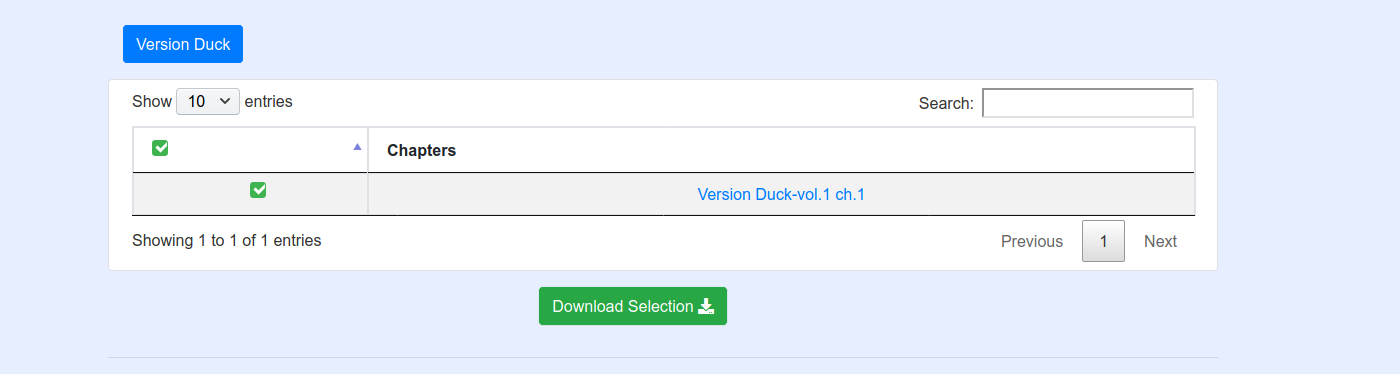 Version Duck
Show 10 entries
Search:
Chapters
Version Duck-vol.1 ch.1
Showing 1 to 1 of 1 entries
Previous 1 Next
Download Selection